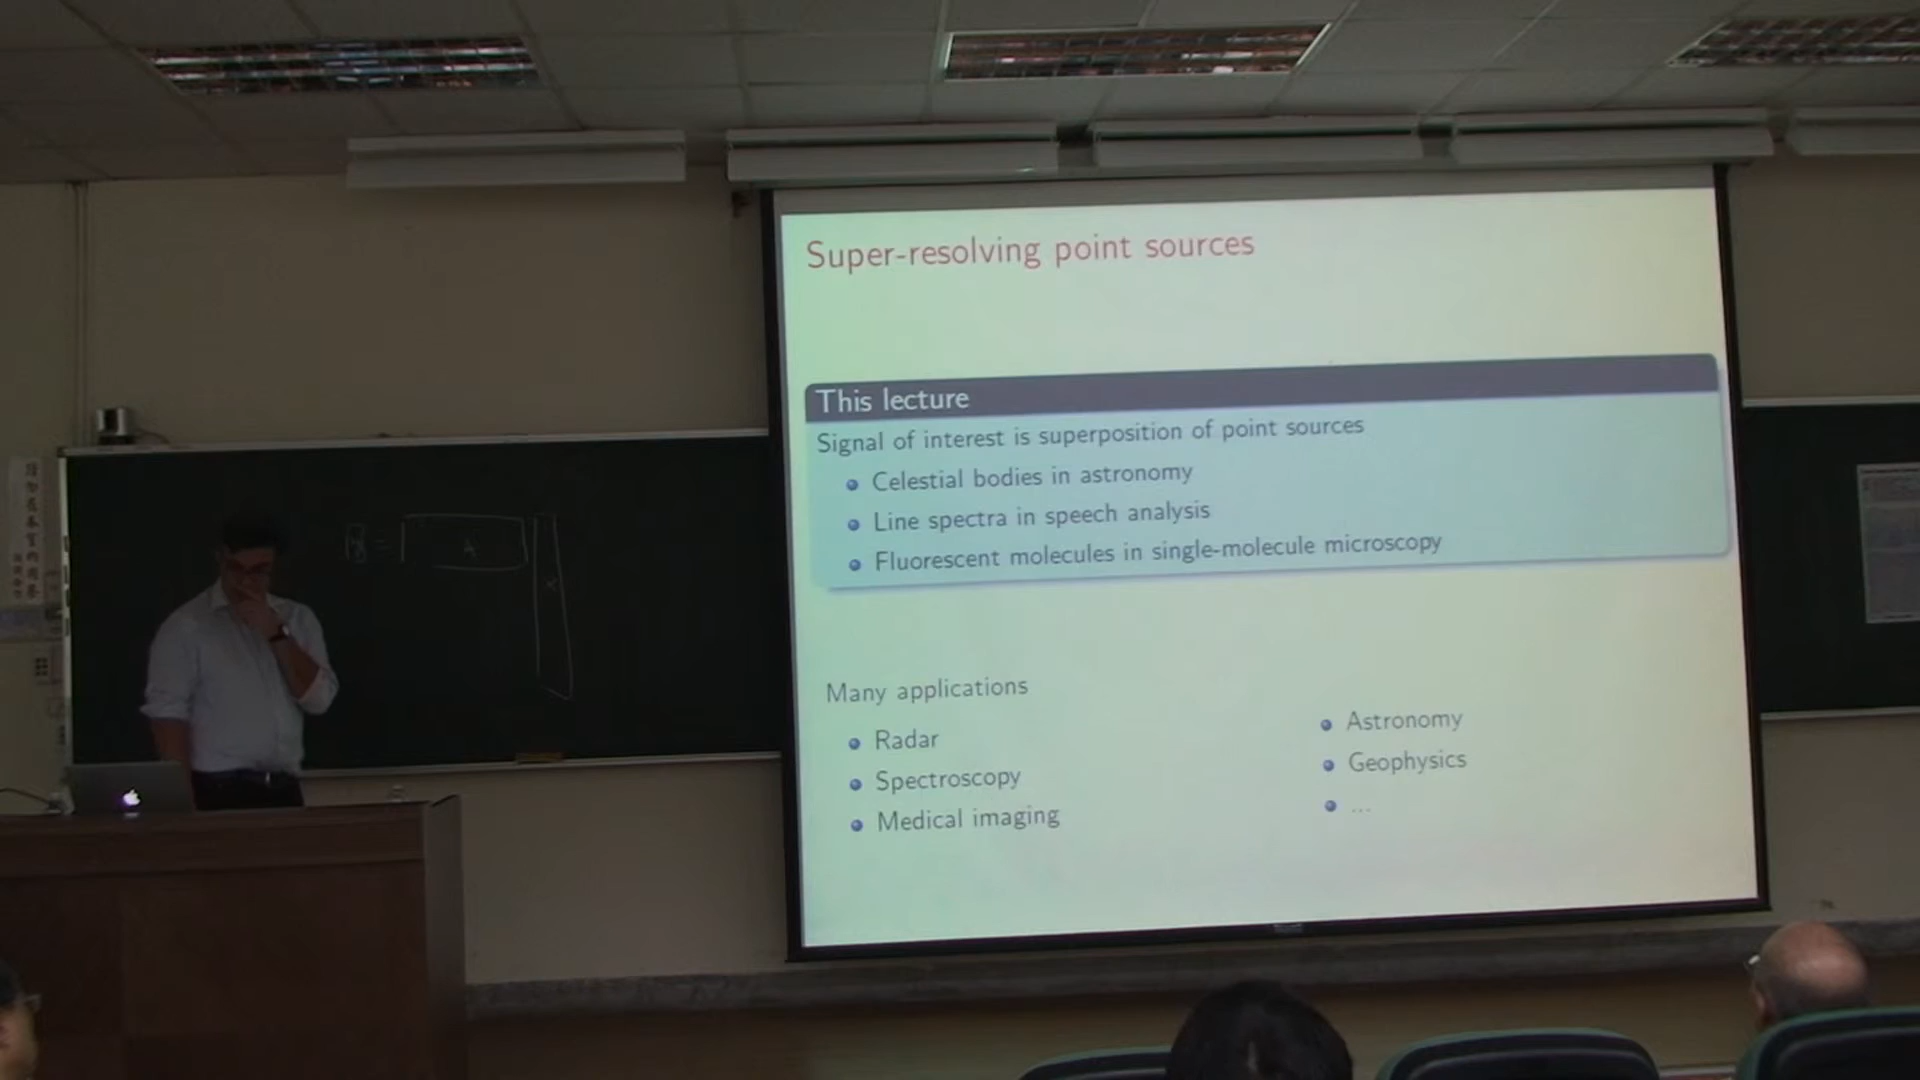 Super-resolving point sources
This lecture
Signal of interest is superposition of point sources
Celestial bodies in astronomy
Line spectra in speech analysis
Fluorescent molecules in single-molecule microscopy
Many applications
Radar
Spectroscopy
Medical imaging
Astronomy
Geophysics
...
y = A x